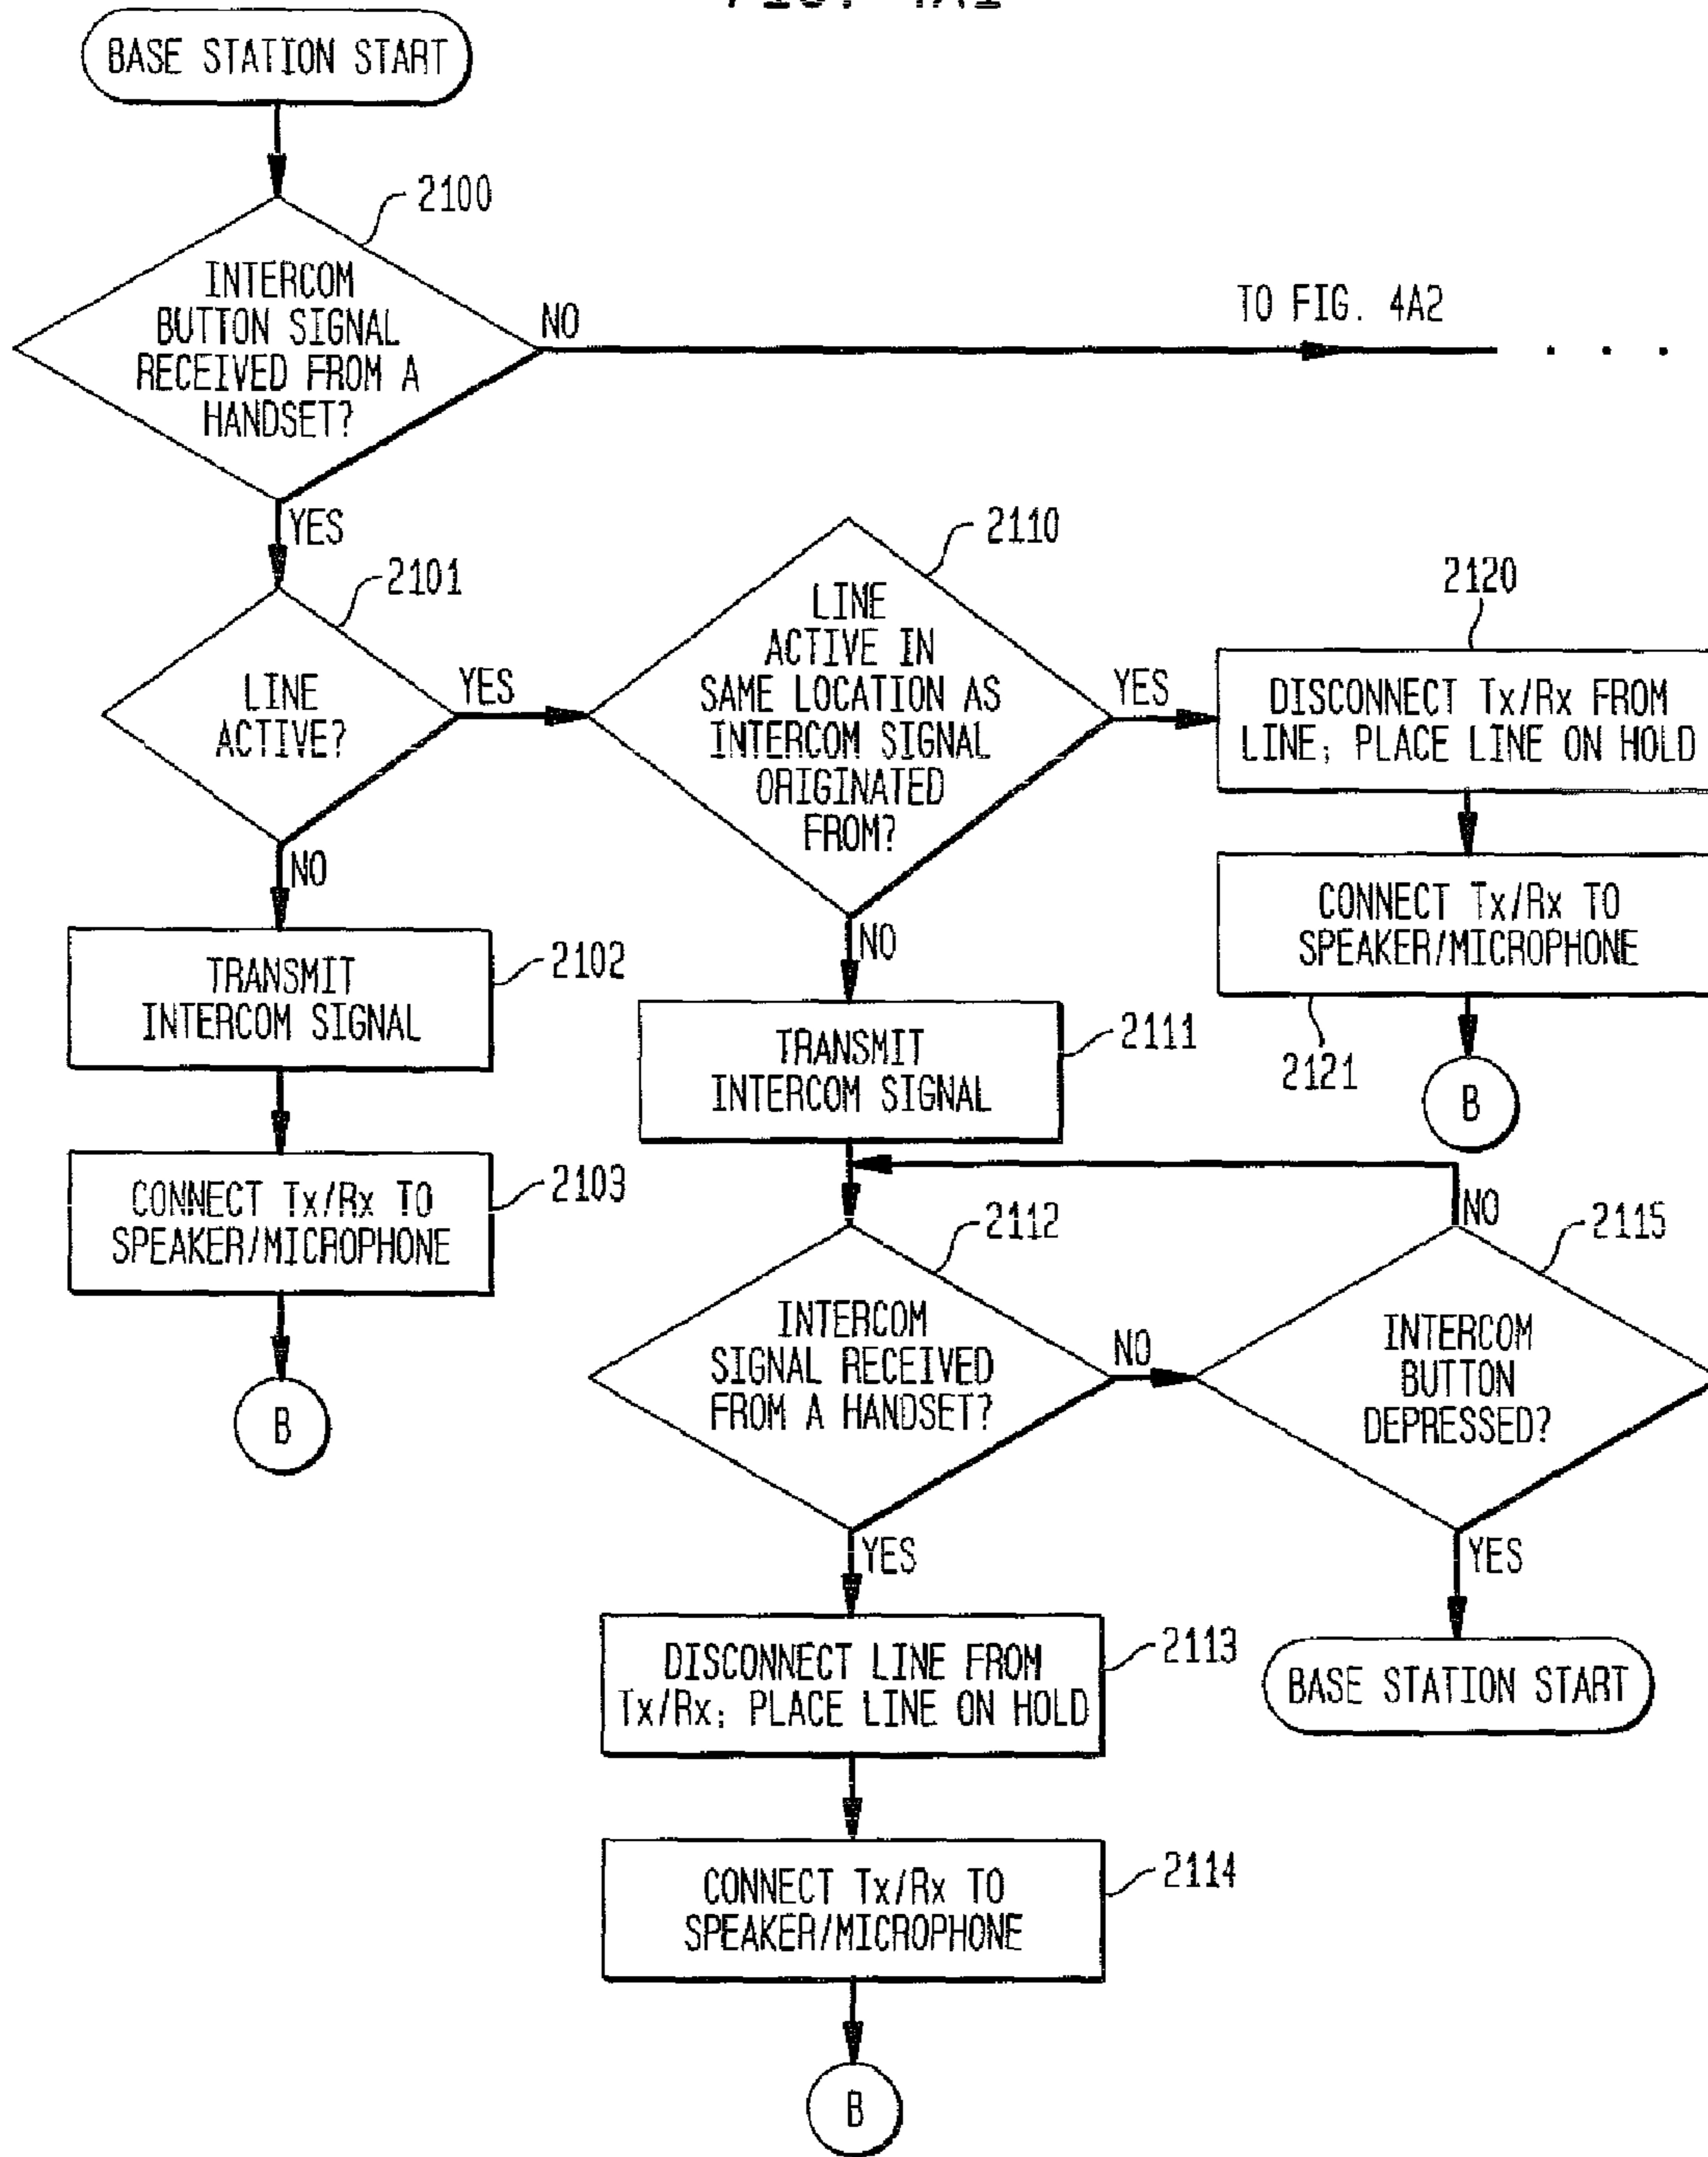 FIG. 4A1
BASE STATION START
2100
INTERCOM
BUTTON SIGNAL
RECEIVED FROM A
HANDSET?
NO
TO FIG. 4A2
. . . .
YES
2101
LINE
ACTIVE?
YES
2110
LINE
ACTIVE IN
SAME LOCATION AS
INTERCOM SIGNAL
ORIGINATED
FROM?
YES
2120
DISCONNECT Tx/Rx FROM
LINE; PLACE LINE ON HOLD
CONNECT Tx/Rx TO
SPEAKER/MICROPHONE
2121
B
NO
TRANSMIT
INTERCOM SIGNAL
2102
CONNECT Tx/Rx TO
SPEAKER/MICROPHONE
2103
B
NO
TRANSMIT
INTERCOM SIGNAL
2111
2112
INTERCOM
SIGNAL RECEIVED
FROM A HANDSET?
NO
NO
2115
INTERCOM
BUTTON
DEPRESSED?
YES
BASE STATION START
YES
DISCONNECT LINE FROM
Tx/Rx; PLACE LINE ON HOLD
2113
CONNECT Tx/Rx TO
SPEAKER/MICROPHONE
2114
B